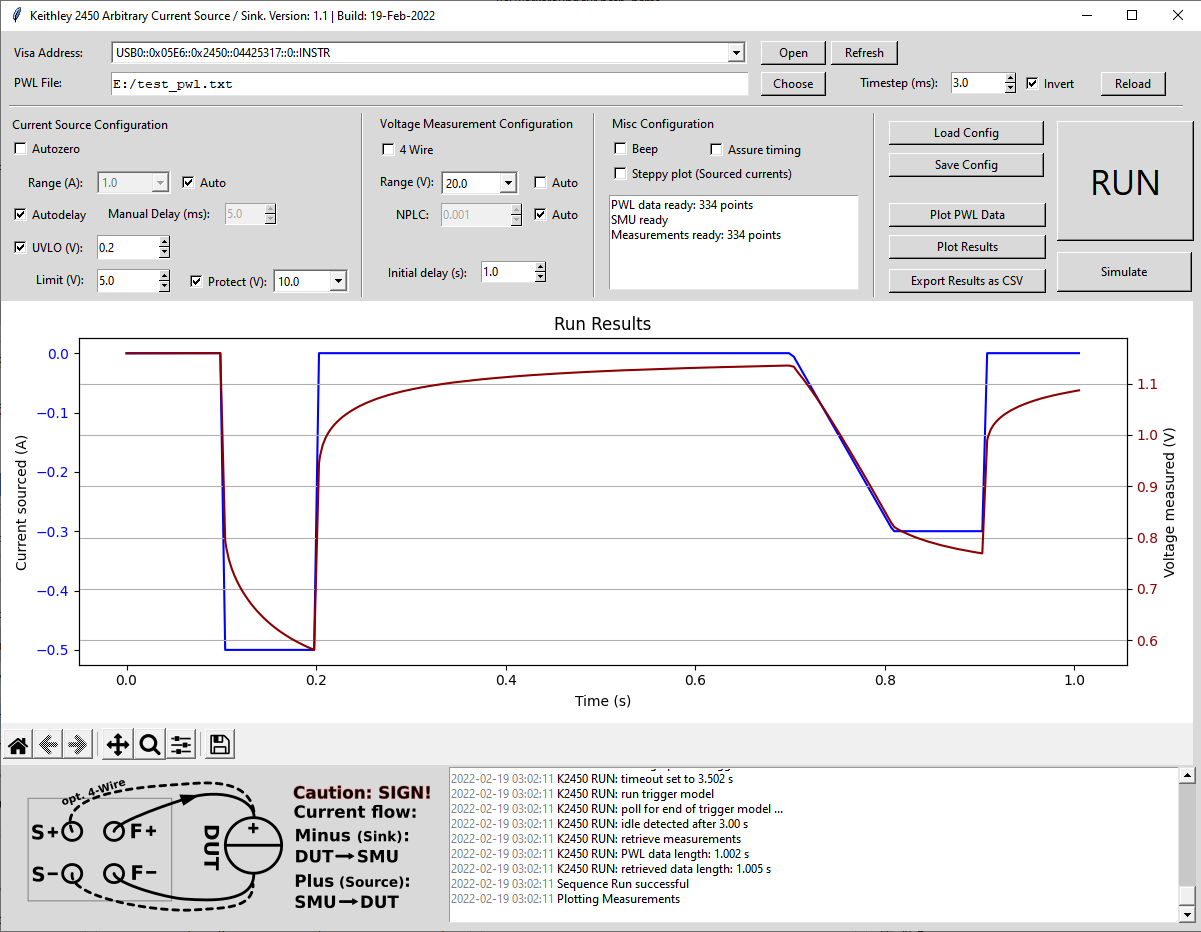 Keithley 2450 Arbitrary Current Source / Sink. Version: 1.1 | Build: 19-Feb-2022
Visa Address: USB0::0x05E6::0x2450::04425317::0::INSTR Open Refresh
PWL File: E:/test_pwl.txt Choose Timestep (ms): 3.0 Invert Reload
Current Source Configuration
Autozero
Range (A): 1.0 Auto
Autodelay Manual Delay (ms): 5.0
UVLO (V): 0.2
Limit (V): 5.0 Protect (V): 10.0
Voltage Measurement Configuration
4 Wire
Range (V): 20.0 Auto
NPLC: 0.001 Auto
Initial delay (s): 1.0
Misc Configuration
Beep Assure timing
Steppy plot (Sourced currents)
PWL data ready: 334 points
SMU ready
Measurements ready: 334 points
Load Config
Save Config
Plot PWL Data
Plot Results
Export Results as CSV
RUN
Simulate
Run Results
Current sourced (A)
0.0
−0.1
−0.2
−0.3
−0.4
−0.5
1.1
1.0
0.9
0.8
0.7
0.6
Voltage measured (V)
0.0 0.2 0.4 0.6 0.8 1.0
Time (s)
opt. 4-Wire
S+ F+
S− F−
DUT
+
Caution: SIGN!
Current flow:
Minus (Sink):
DUT→SMU
Plus (Source):
SMU→DUT
2022-02-19 03:02:11 K2450 RUN: timeout set to 3.502 s
2022-02-19 03:02:11 K2450 RUN: run trigger model
2022-02-19 03:02:11 K2450 RUN: poll for end of trigger model ...
2022-02-19 03:02:11 K2450 RUN: idle detected after 3.00 s
2022-02-19 03:02:11 K2450 RUN: retrieve measurements
2022-02-19 03:02:11 K2450 RUN: PWL data length: 1.002 s
2022-02-19 03:02:11 K2450 RUN: retrieved data length: 1.005 s
2022-02-19 03:02:11 Sequence Run successful
2022-02-19 03:02:11 Plotting Measurements